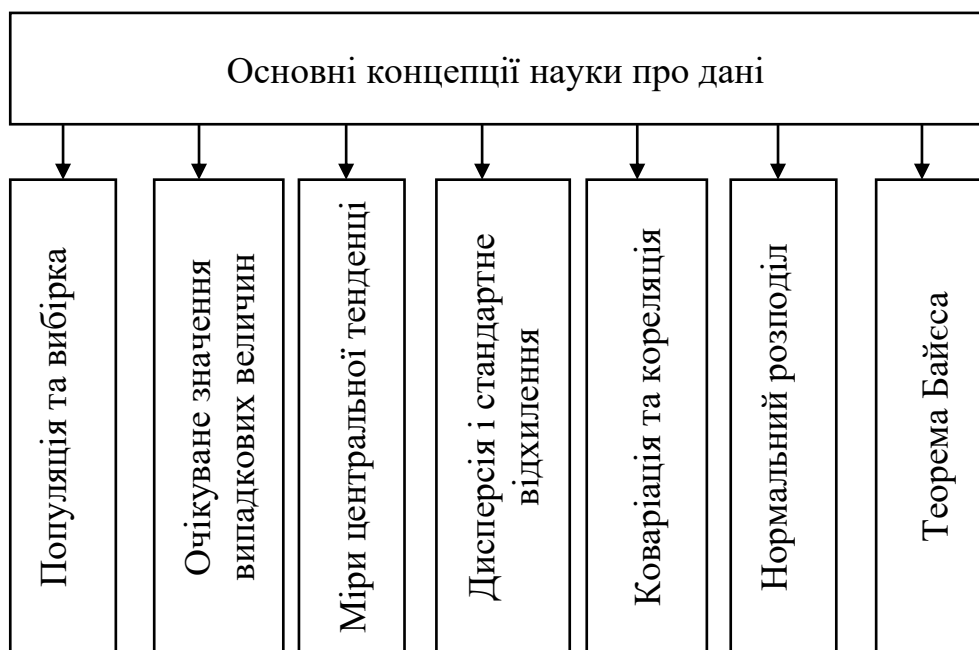 Основні концепції науки про дані
Популяція та вибірка
Очікуване значення
випадкових величин
Міри центральної тенденці
Дисперсія і стандартне
відхилення
Коваріація та кореляція
Нормальний розподіл
Теорема Байєса